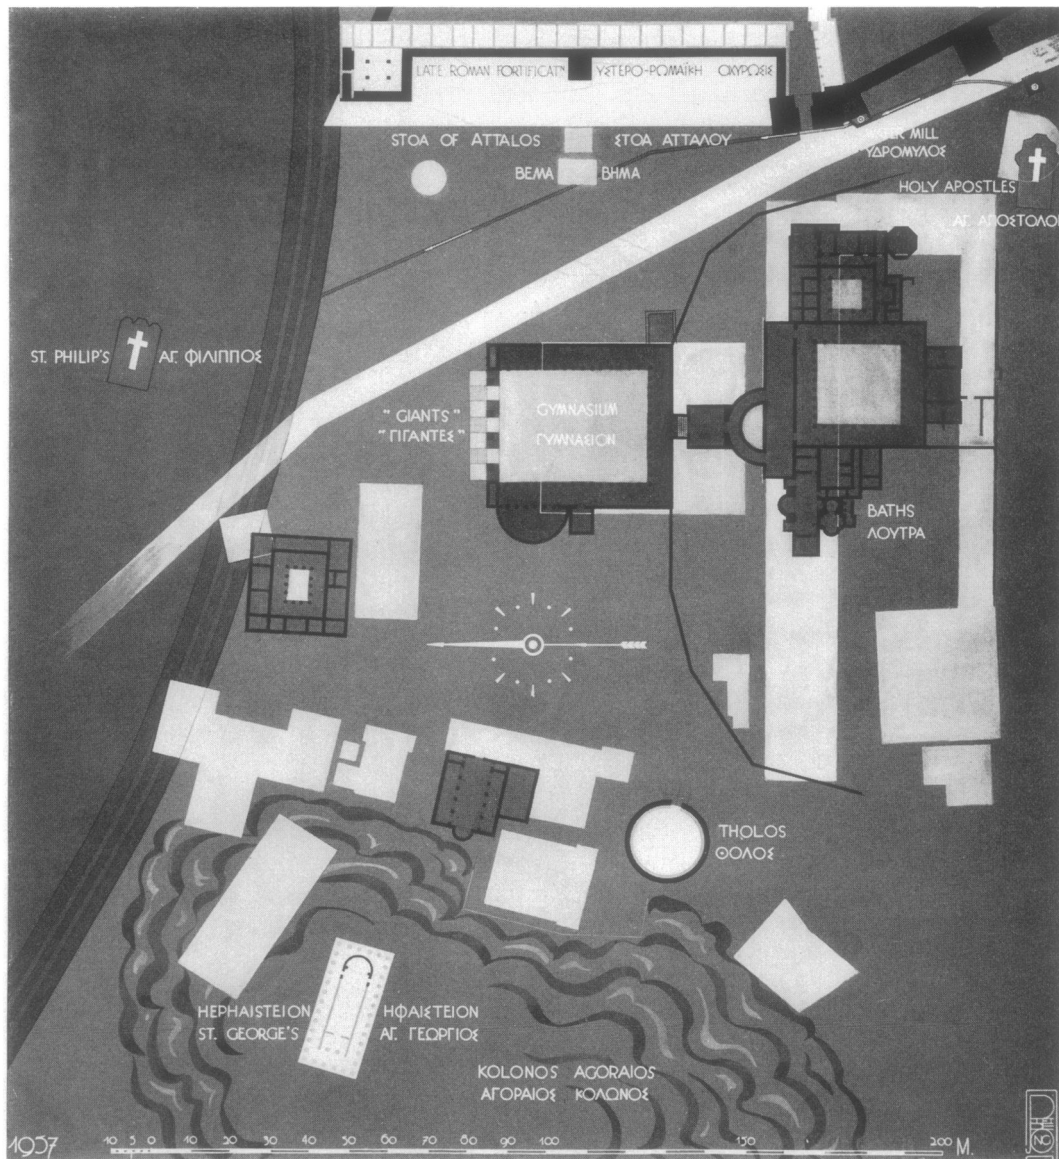 LATE ROMAN FORTIFICATN ΥΣΤΕΡΟ-ΡΩΜΑΪΚΗ ΟΧΥΡΩΣΙΣ
STOA OF ATTALOS ΣΤΟΑ ΑΤΤΑΛΟΥ
WATER MILL
ΥΔΡΟΜΥΛΟΣ
BEMA ΒΗΜΑ
HOLY APOSTLES
ΑΓ. ΑΠΟΣΤΟΛΟΙ
ST. PHILIP'S ΑΓ. ΦΙΛΙΠΠΟΣ
"GIANTS"
"ΓΙΓΑΝΤΕΣ"
GYMNASIUM
ΓΥΜΝΑΣΙΟΝ
BATHS
ΛΟΥΤΡΑ
THOLOS
ΘΟΛΟΣ
HEPHAISTEION ΗΦΑΙΣΤΕΙΟΝ
ST. GEORGE'S ΑΓ. ΓΕΩΡΓΙΟΣ
KOLONOS AGORAIOS
ΑΓΟΡΑΙΟΣ ΚΟΛΩΝΟΣ
1957
10 5 0 10 20 30 40 50 60 70 80 90 100 150 200 M.